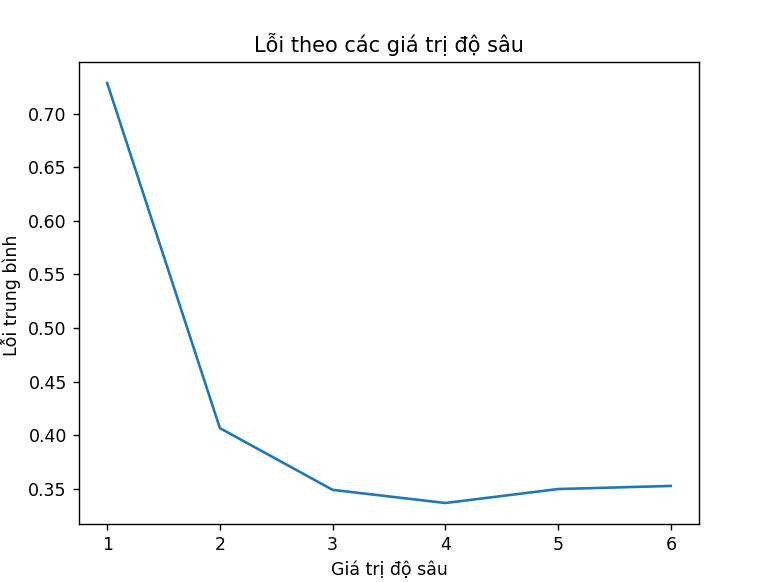 Lỗi theo các giá trị độ sâu
0.70
0.65
0.60
0.55
0.50
0.45
0.40
0.35
Lỗi trung bình
1 2 3 4 5 6
Giá trị độ sâu